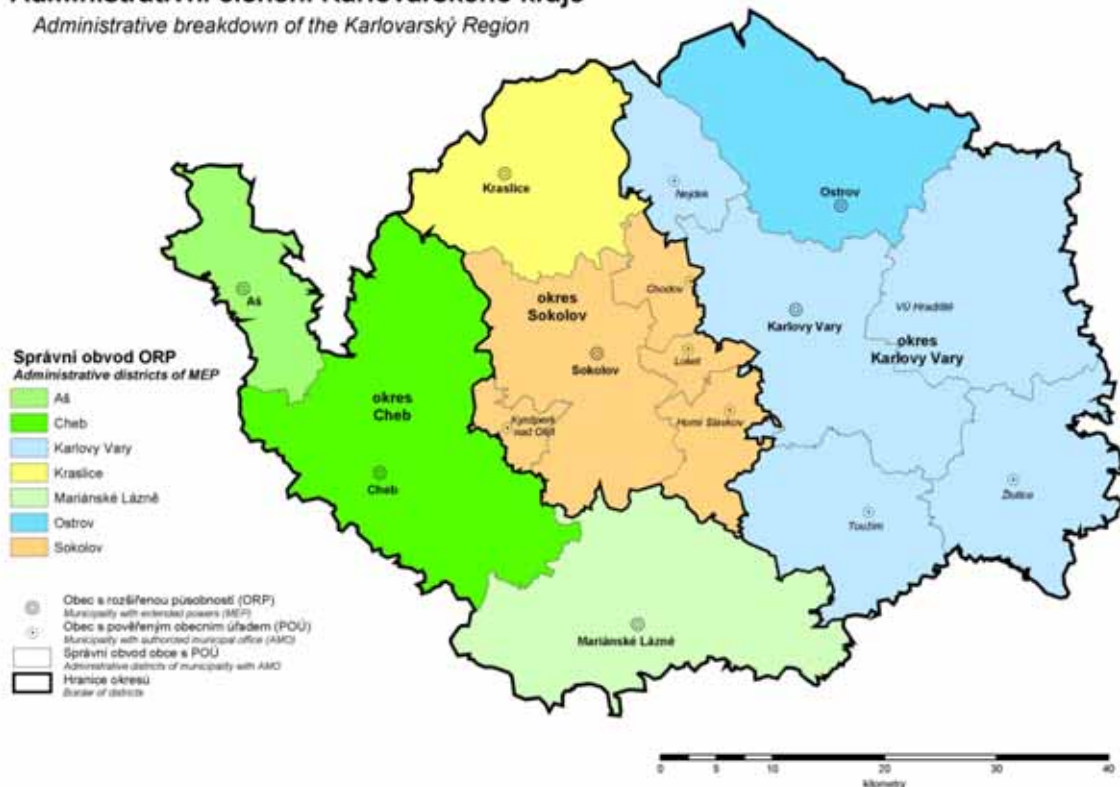 Administrativní členění Karlovarského kraje
Administrative breakdown of the Karlovarský Region
Kraslice
Nejdek
Ostrov
Aš
Chodov
VÚ Hradiště
okres
Sokolov
Karlovy Vary
okres
Karlovy Vary
Loket
Sokolov
okres
Cheb
Kynšperk
nad Ohří
Horní Slavkov
Cheb
Žlutice
Toužim
Mariánské Lázně
Správní obvod ORP
Administrative districts of MEP
Aš
Cheb
Karlovy Vary
Kraslice
Mariánské Lázně
Ostrov
Sokolov
Obec s rozšířenou působností (ORP)
Municipality with extended powers (MEP)
Obec s pověřeným obecním úřadem (POÚ)
Municipality with authorized municipal office (AMO)
Správní obvod obce s POÚ
Administrative districts of municipality with AMO
Hranice okresů
Border of districts
0 5 10 20 30 40
kilometry